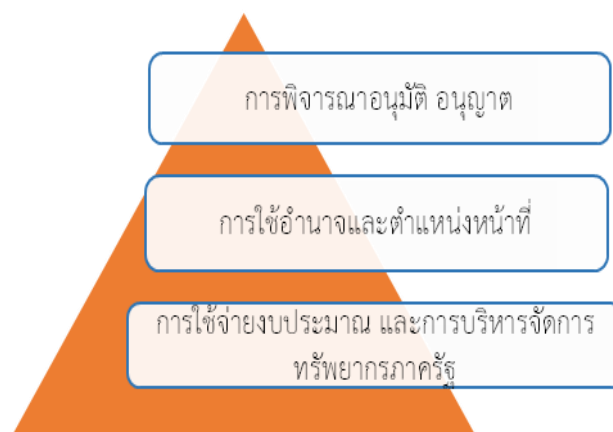 การพิจารณาอนุมัติ อนุญาต
การใช้อำนาจและตำแหน่งหน้าที่
การใช้จ่ายงบประมาณ และการบริหารจัดการ
ทรัพยากรภาครัฐ